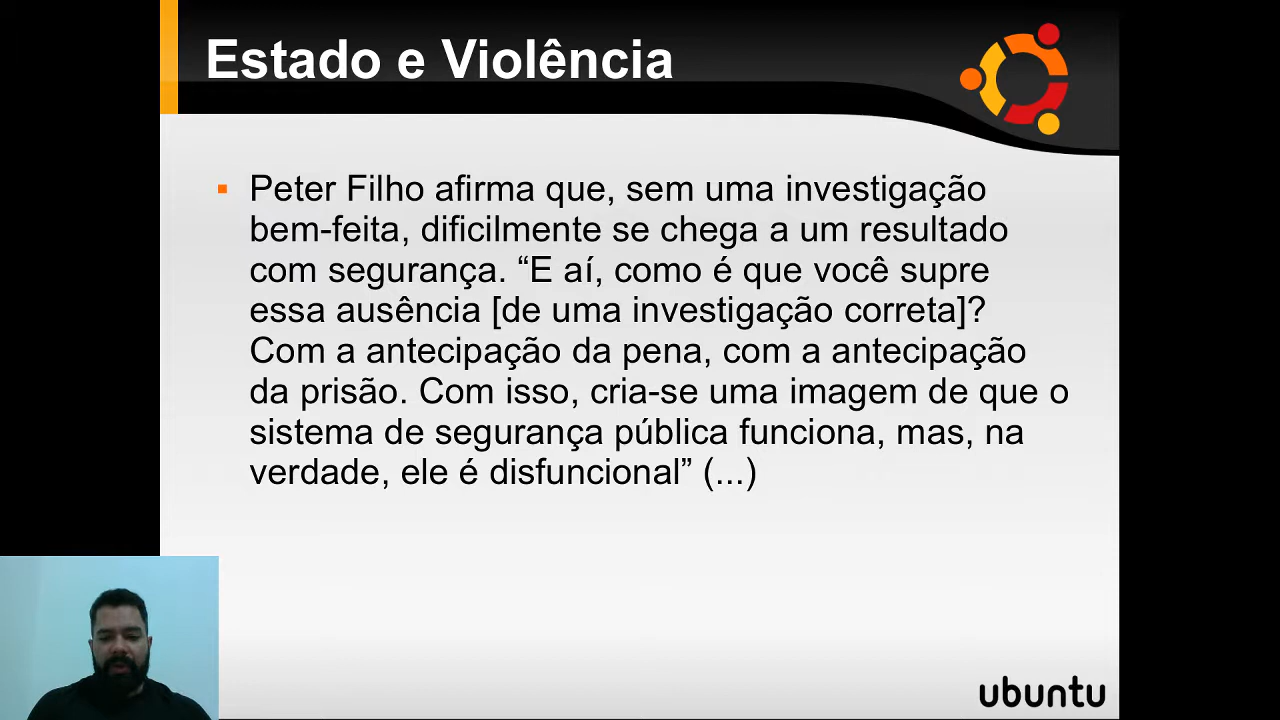 Estado e Violência
Peter Filho afirma que, sem uma investigação
bem-feita, dificilmente se chega a um resultado
com segurança. “E aí, como é que você supre
essa ausência [de uma investigação correta]?
Com a antecipação da pena, com a antecipação
da prisão. Com isso, cria-se uma imagem de que o
sistema de segurança pública funciona, mas, na
verdade, ele é disfuncional” (...)
ubuntu